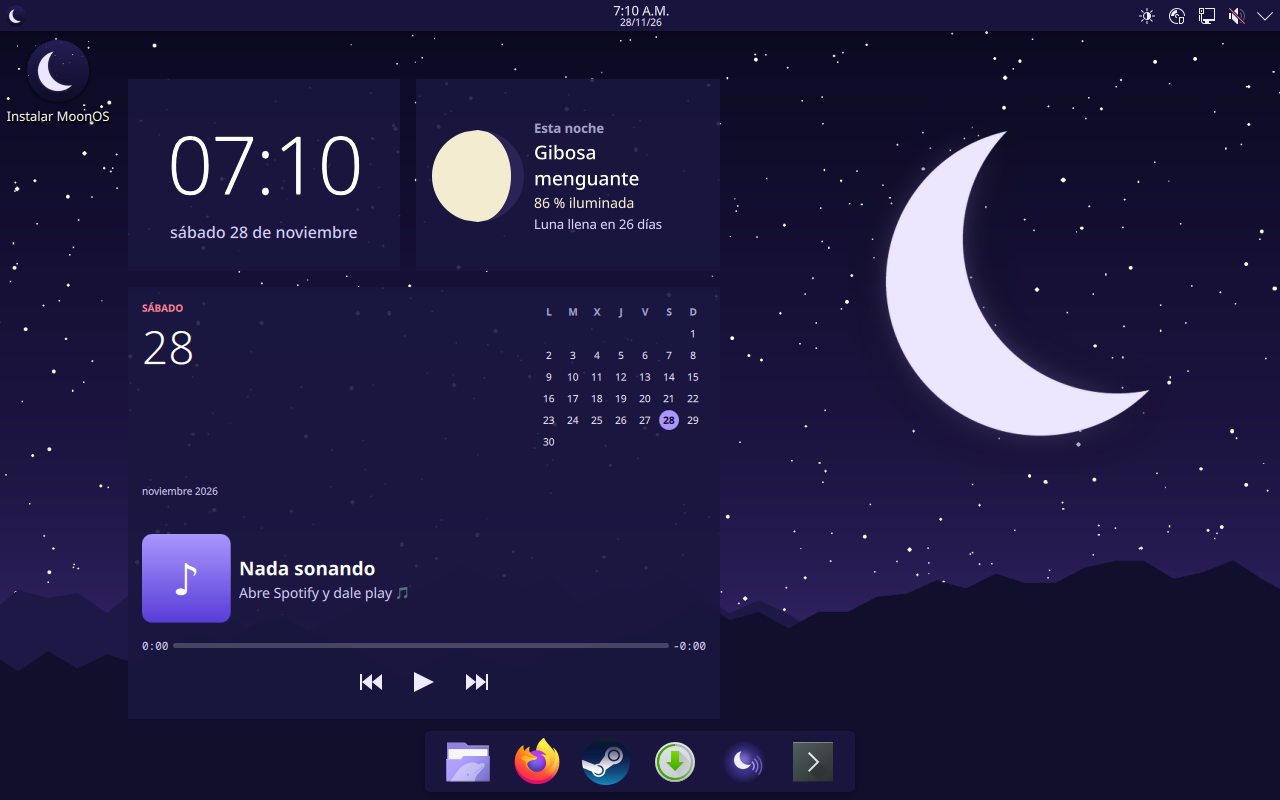 7:10 A.M.
28/11/26
Instalar MoonOS
07:10
sábado 28 de noviembre
Esta noche
Gibosa
menguante
86 % iluminada
Luna llena en 26 días
SÁBADO
28
L M X J V S D
1
2 3 4 5 6 7 8
9 10 11 12 13 14 15
16 17 18 19 20 21 22
23 24 25 26 27 28 29
30
noviembre 2026
Nada sonando
Abre Spotify y dale play 🎵
0:00 -0:00